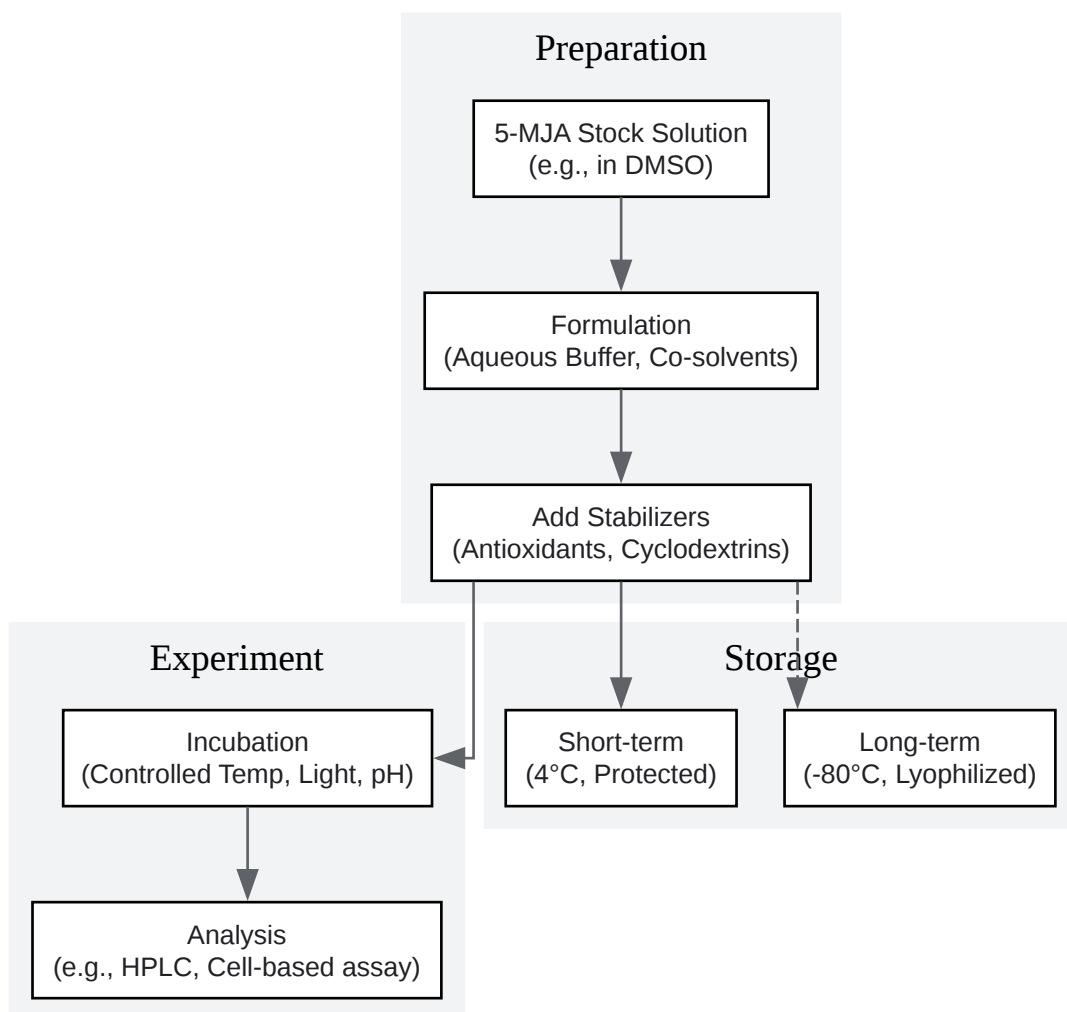 Preparation
5-MJA Stock Solution
(e.g., in DMSO)
Formulation
(Aqueous Buffer, Co-solvents)
Add Stabilizers
(Antioxidants, Cyclodextrins)
Experiment
Incubation
(Controlled Temp, Light, pH)
Analysis
(e.g., HPLC, Cell-based assay)
Storage
Short-term
(4°C, Protected)
Long-term
(-80°C, Lyophilized)